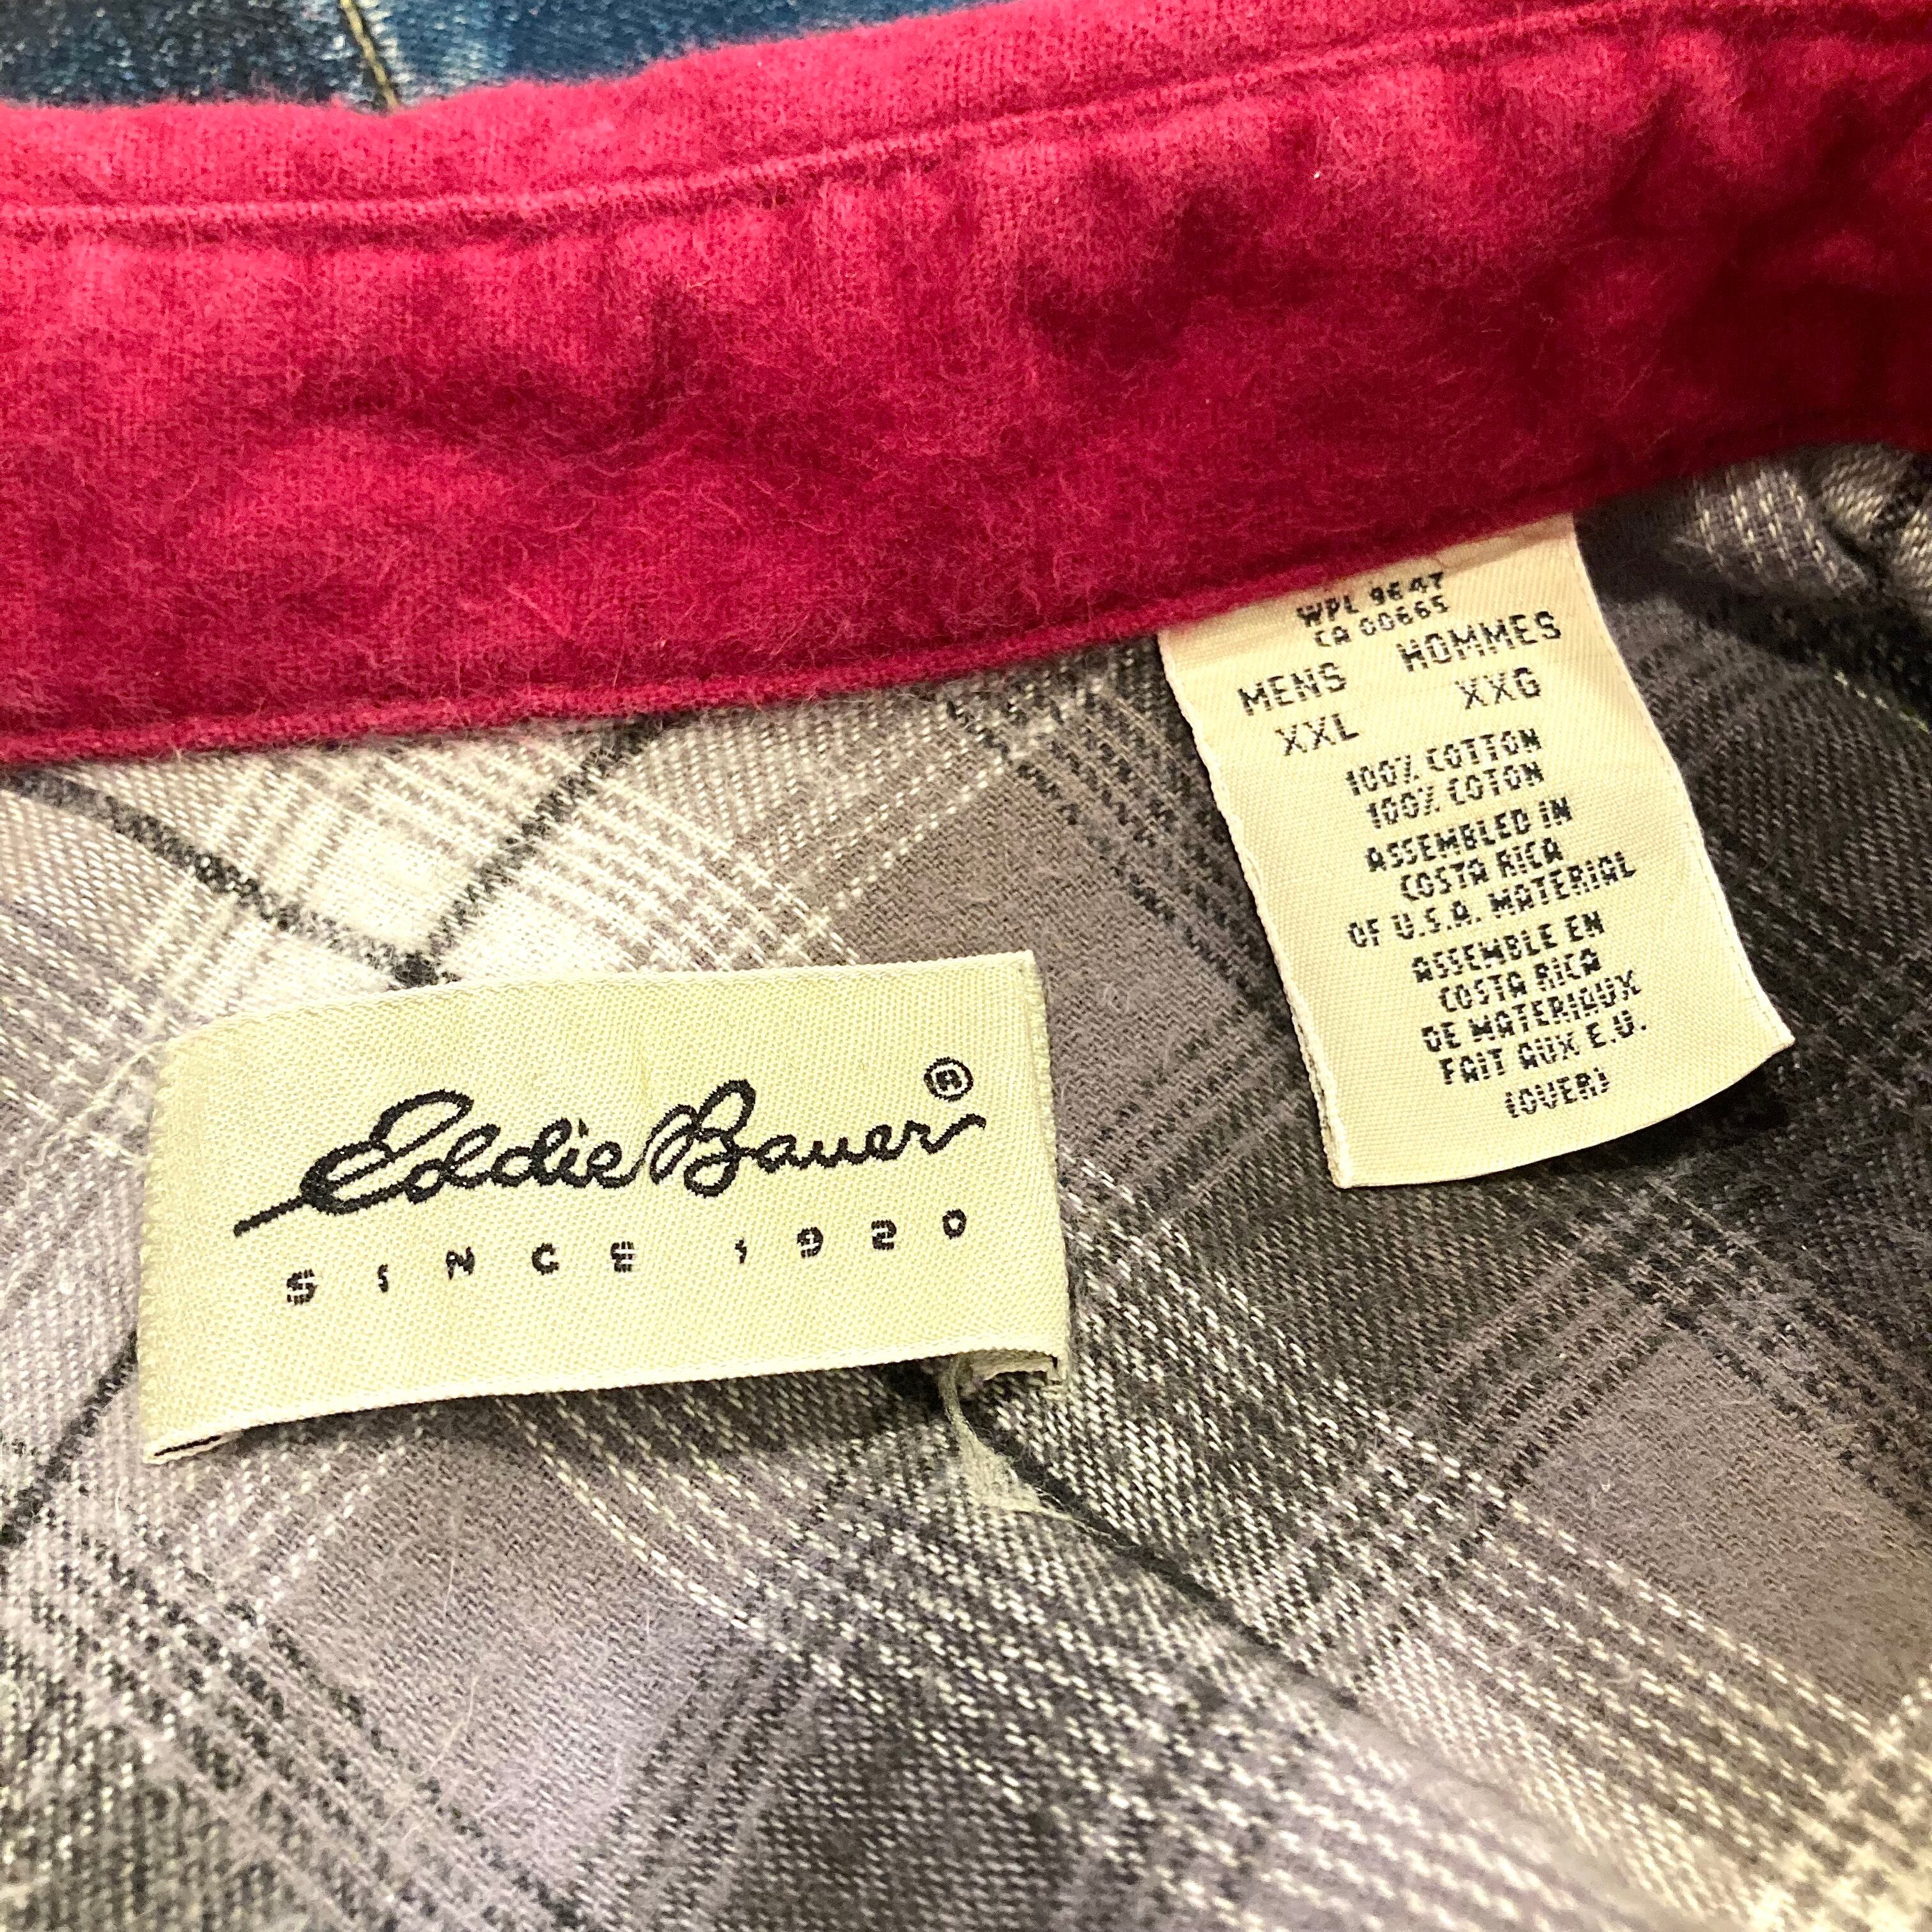 Eddie Bauer®
SINCE 1920
WPL 9647
CA 00665
MENS HOMMES
XXL XXG
100% COTTON
100% COTON
ASSEMBLED IN
COSTA RICA
OF U.S.A. MATERIAL
ASSEMBLE EN
COSTA RICA
DE MATERIAUX
FAIT AUX E.U.
(OVER)